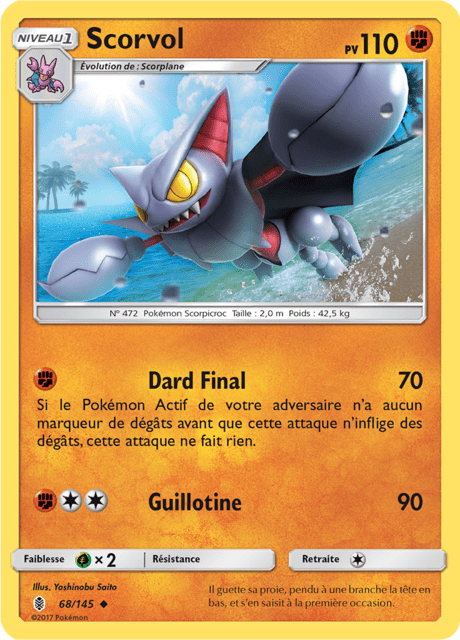 NIVEAU 1
Scorvol
PV 110
Évolution de : Scorplane
N° 472 Pokémon Scorpicroc Taille : 2,0 m Poids : 42,5 kg
Dard Final 70
Si le Pokémon Actif de votre adversaire n'a aucun
marqueur de dégâts avant que cette attaque n'inflige des
dégâts, cette attaque ne fait rien.
Guillotine 90
Faiblesse ×2 Résistance Retraite
Illus. Yoshinobu Saito
68/145
©2017 Pokémon
Il guette sa proie, pendu à une branche la tête en
bas, et s'en saisit à la première occasion.